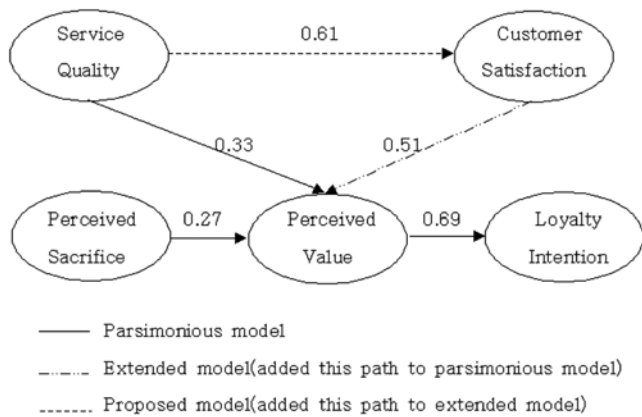 Service
Quality
0.61
Customer
Satisfaction
0.33
0.51
Perceived
Sacrifice
0.27
Perceived
Value
0.69
Loyalty
Intention
Parsimonious model
Extended model(added this path to parsimonious model)
Proposed model(added this path to extended model)